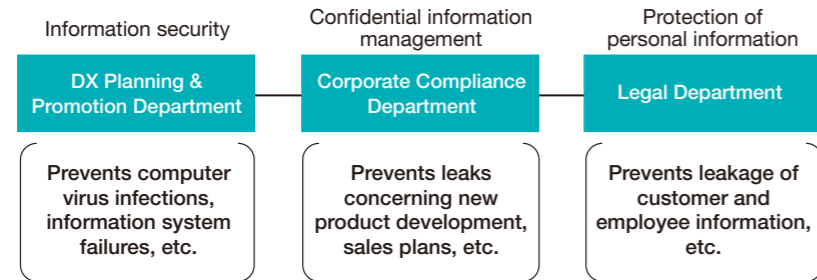 Information security
DX Planning &
Promotion Department
Prevents computer
virus infections,
information system
failures, etc.
Confidential information
management
Corporate Compliance
Department
Prevents leaks
concerning new
product development,
sales plans, etc.
Protection of
personal information
Legal Department
Prevents leakage of
customer and
employee information,
etc.